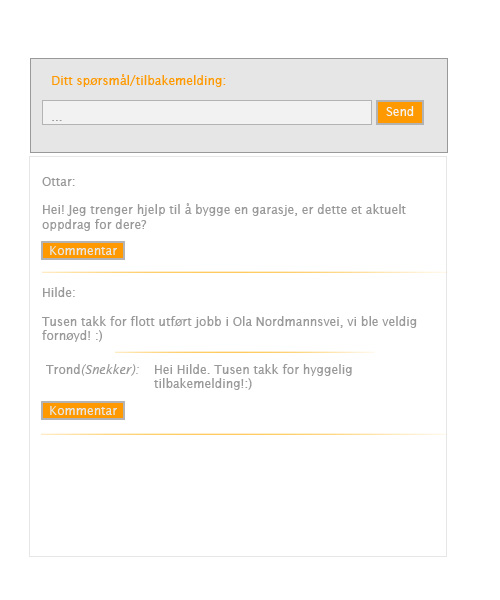 Ditt spørsmål/tilbakemelding:
...
Send
Ottar:
Hei! Jeg trenger hjelp til å bygge en garasje, er dette et aktuelt
oppdrag for dere?
Kommentar
Hilde:
Tusen takk for flott utført jobb i Ola Nordmannsvei, vi ble veldig
fornøyd! :)
Trond(Snekker): Hei Hilde. Tusen takk for hyggelig
tilbakemelding!:)
Kommentar